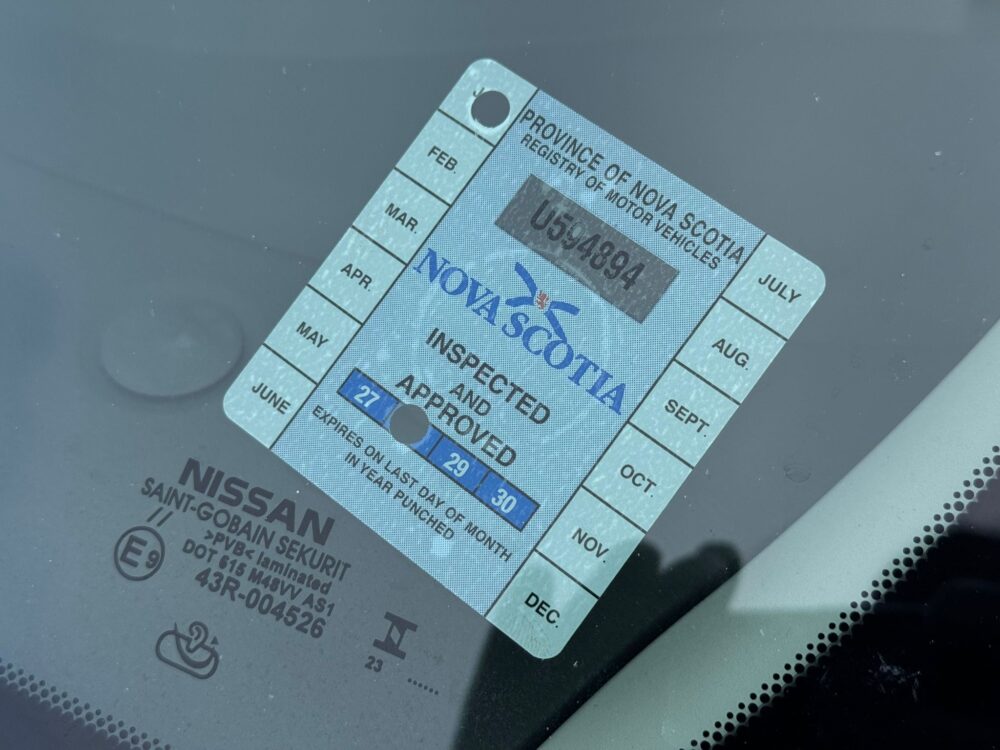 PROVINCE OF NOVA SCOTIA
REGISTRY OF MOTOR VEHICLES
U594894
NOVA SCOTIA
INSPECTED
AND
APPROVED
27 29 30
EXPIRES ON LAST DAY OF MONTH
IN YEAR PUNCHED
FEB.
MAR.
APR.
MAY
JUNE
JULY
AUG.
SEPT.
OCT.
NOV.
DEC.
NISSAN
SAINT-GOBAIN SEKURIT
//
>PVB< laminated
E9
DOT 615 M48VV AS1
43R-004526
23 ......